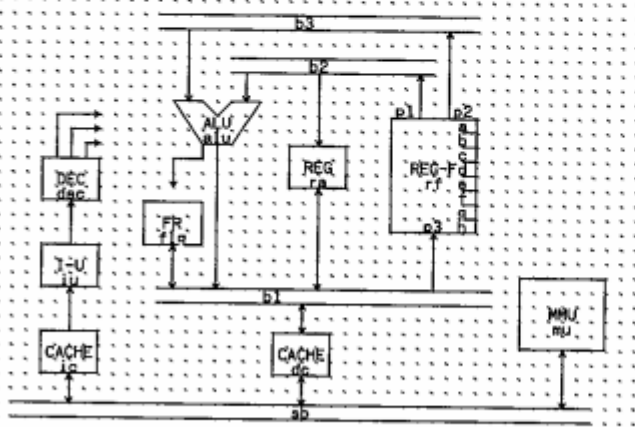 b3
b2
p1 p2
ALU
alu
a
b
c
d
e
f
g
h
REG-F
rf
DEC
dec
REG
ra
FR
p3
I-U
iu
b1
MMU
mu
CACHE
ic
CACHE
dc